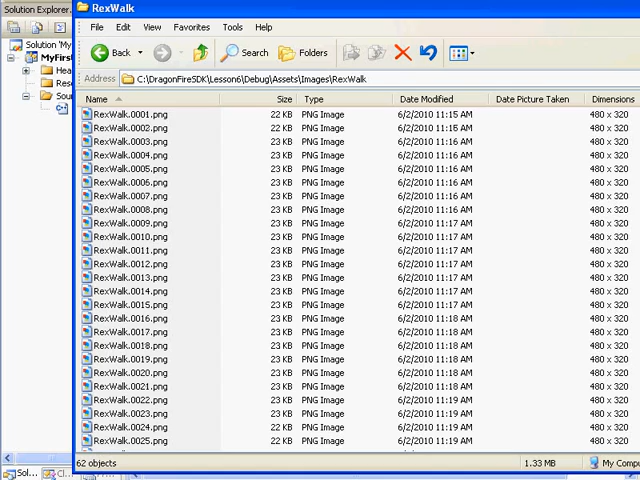 Solution Explorer
RexWalk
File Edit View Favorites Tools Help
Back Search Folders
Address C:\DragonFireSDK\Lesson6\Debug\Assets\Images\RexWalk
Name Size Type Date Modified Date Picture Taken Dimensions
Solution 'My
MyFirs
Hea
Res
Sou
RexWalk.0001.png 22 KB PNG Image 6/2/2010 11:15 AM 480 x 320
RexWalk.0002.png 22 KB PNG Image 6/2/2010 11:15 AM 480 x 320
RexWalk.0003.png 22 KB PNG Image 6/2/2010 11:16 AM 480 x 320
RexWalk.0004.png 23 KB PNG Image 6/2/2010 11:16 AM 480 x 320
RexWalk.0005.png 23 KB PNG Image 6/2/2010 11:16 AM 480 x 320
RexWalk.0006.png 23 KB PNG Image 6/2/2010 11:16 AM 480 x 320
RexWalk.0007.png 22 KB PNG Image 6/2/2010 11:16 AM 480 x 320
RexWalk.0008.png 23 KB PNG Image 6/2/2010 11:16 AM 480 x 320
RexWalk.0009.png 23 KB PNG Image 6/2/2010 11:17 AM 480 x 320
RexWalk.0010.png 23 KB PNG Image 6/2/2010 11:17 AM 480 x 320
RexWalk.0011.png 23 KB PNG Image 6/2/2010 11:17 AM 480 x 320
RexWalk.0012.png 23 KB PNG Image 6/2/2010 11:17 AM 480 x 320
RexWalk.0013.png 23 KB PNG Image 6/2/2010 11:17 AM 480 x 320
RexWalk.0014.png 23 KB PNG Image 6/2/2010 11:17 AM 480 x 320
RexWalk.0015.png 23 KB PNG Image 6/2/2010 11:17 AM 480 x 320
RexWalk.0016.png 23 KB PNG Image 6/2/2010 11:18 AM 480 x 320
RexWalk.0017.png 23 KB PNG Image 6/2/2010 11:18 AM 480 x 320
RexWalk.0018.png 23 KB PNG Image 6/2/2010 11:18 AM 480 x 320
RexWalk.0019.png 23 KB PNG Image 6/2/2010 11:18 AM 480 x 320
RexWalk.0020.png 23 KB PNG Image 6/2/2010 11:18 AM 480 x 320
RexWalk.0021.png 23 KB PNG Image 6/2/2010 11:18 AM 480 x 320
RexWalk.0022.png 23 KB PNG Image 6/2/2010 11:19 AM 480 x 320
RexWalk.0023.png 23 KB PNG Image 6/2/2010 11:19 AM 480 x 320
RexWalk.0024.png 22 KB PNG Image 6/2/2010 11:19 AM 480 x 320
RexWalk.0025.png 22 KB PNG Image 6/2/2010 11:19 AM 480 x 320
62 objects 1.33 MB My Compu
Sol... Cl...